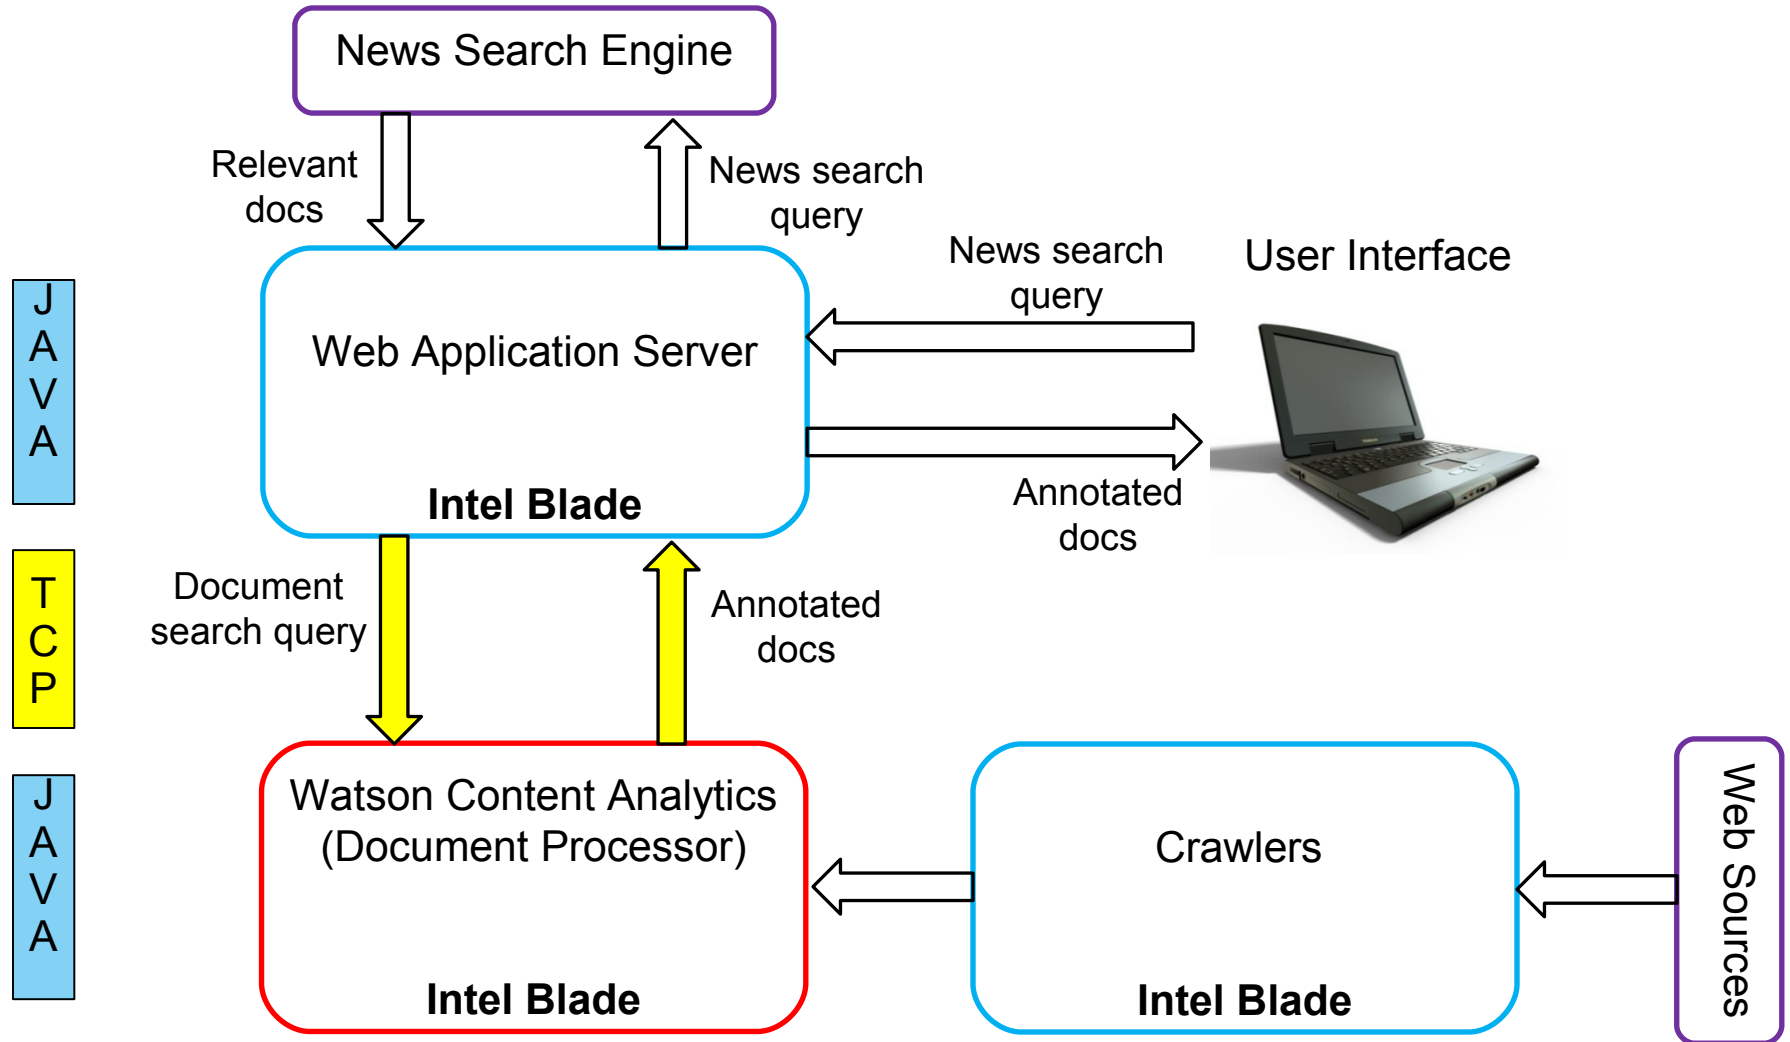 News Search Engine
Relevant
docs
News search
query
News search
query
User Interface
J
A
V
A
Web Application Server
Intel Blade
Annotated
docs
T
C
P
Document
search query
Annotated
docs
J
A
V
A
Watson Content Analytics
(Document Processor)
Intel Blade
Crawlers
Intel Blade
Web Sources